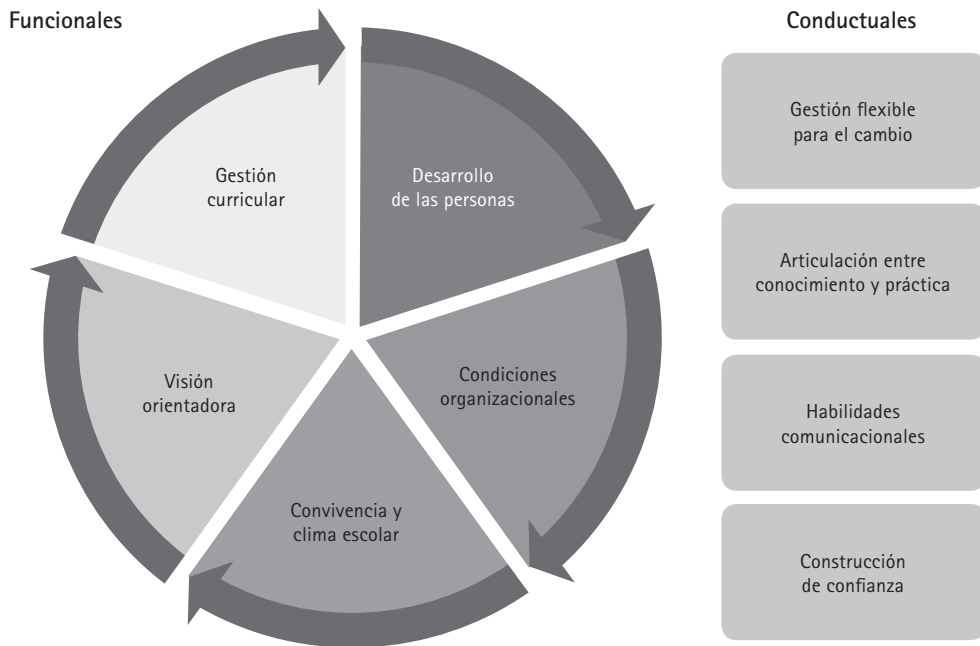 Funcionales
Gestión
curricular
Desarrollo
de las personas
Condiciones
organizacionales
Convivencia y
clima escolar
Visión
orientadora
Conductuales
Gestión flexible
para el cambio
Articulación entre
conocimiento y práctica
Habilidades
comunicacionales
Construcción
de confianza